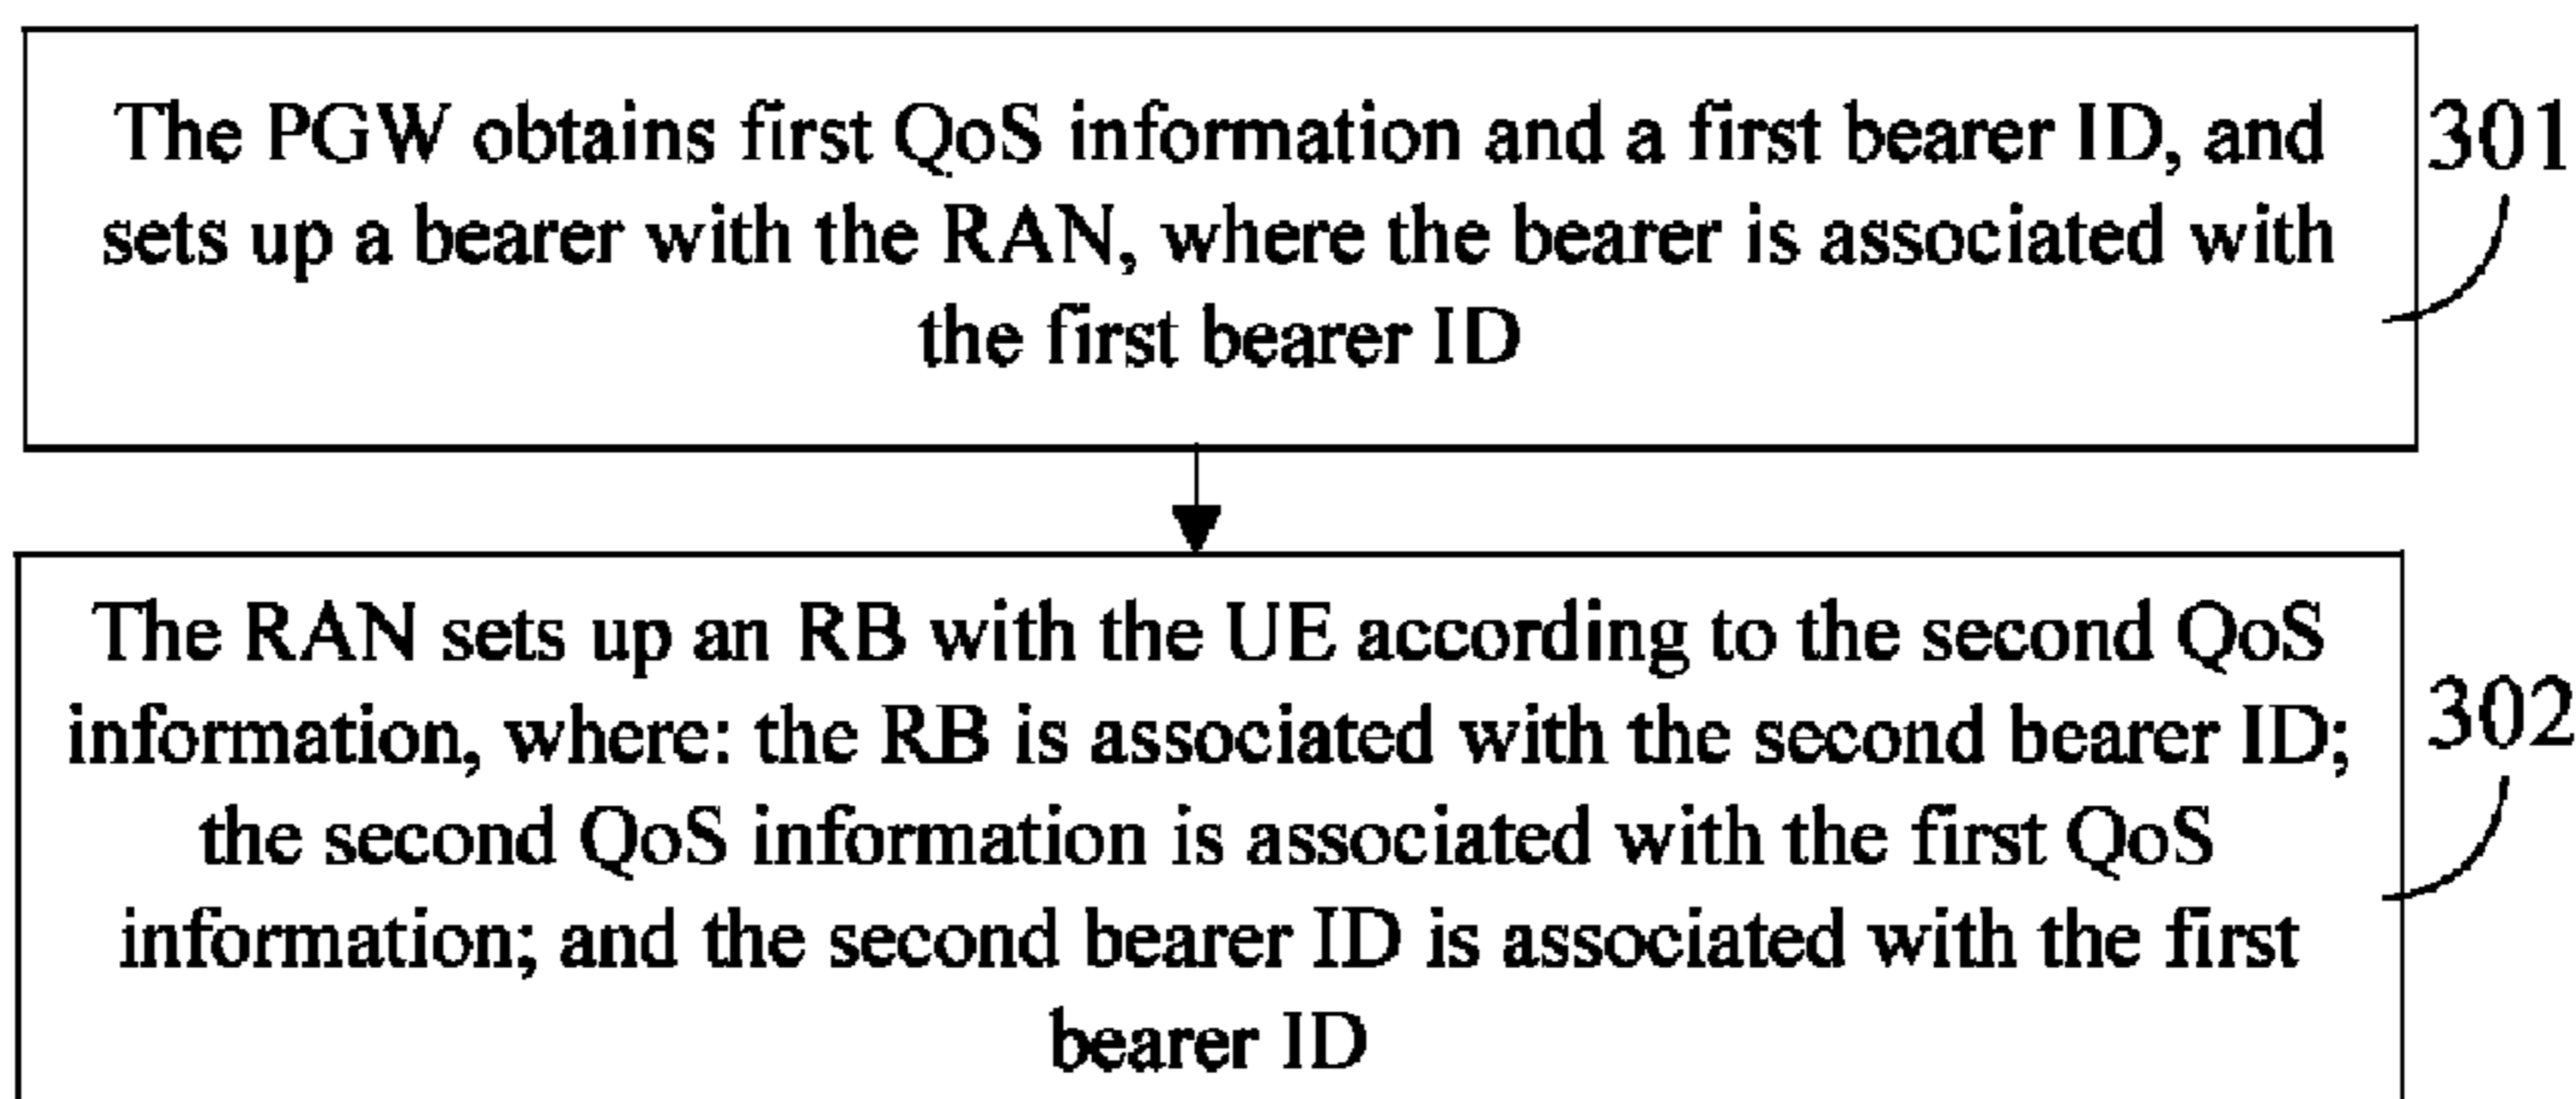 The PGW obtains first QoS information and a first bearer ID, and
sets up a bearer with the RAN, where the bearer is associated with
the first bearer ID
301
The RAN sets up an RB with the UE according to the second QoS
information, where: the RB is associated with the second bearer ID;
the second QoS information is associated with the first QoS
information; and the second bearer ID is associated with the first
bearer ID
302